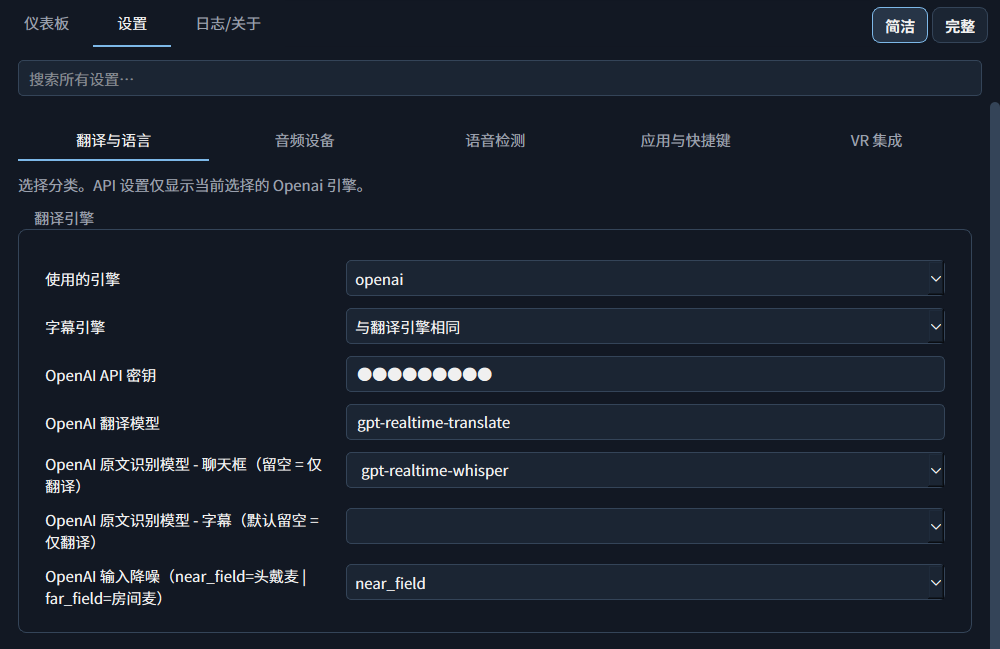 仪表板 设置 日志/关于 简洁 完整
搜索所有设置…
翻译与语言 音频设备 语音检测 应用与快捷键 VR 集成
选择分类。API 设置仅显示当前选择的 Openai 引擎。
翻译引擎
使用的引擎 openai
字幕引擎 与翻译引擎相同
OpenAI API 密钥 ●●●●●●●●●
OpenAI 翻译模型 gpt-realtime-translate
OpenAI 原文识别模型 - 聊天框（留空 = 仅
翻译） gpt-realtime-whisper
OpenAI 原文识别模型 - 字幕（默认留空 =
仅翻译）
OpenAI 输入降噪（near_field=头戴麦 |
far_field=房间麦） near_field